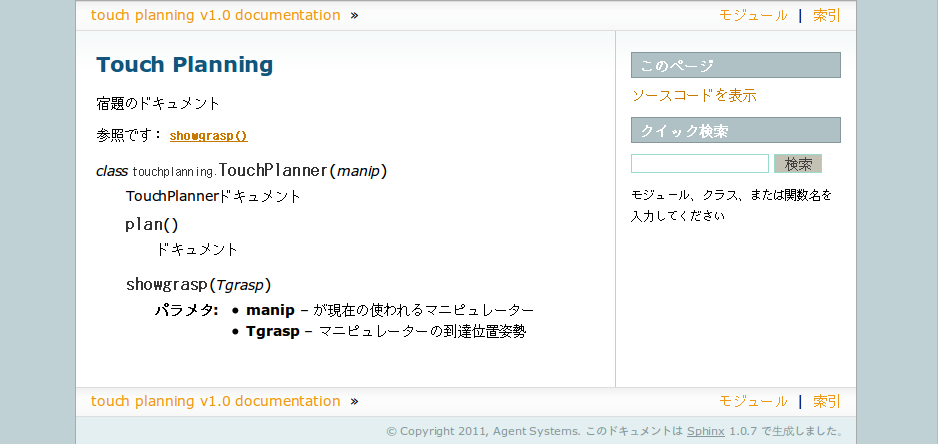 touch planning v1.0 documentation »
モジュール | 索引
Touch Planning
宿題のドキュメント
参照です： showgrasp()
class touchplanning.TouchPlanner(manip)
TouchPlannerドキュメント
plan()
ドキュメント
showgrasp(Tgrasp)
パラメタ: • manip – が現在の使われるマニピュレーター
• Tgrasp – マニピュレーターの到達位置姿勢
このページ
ソースコードを表示
クイック検索
検索
モジュール、クラス、または関数名を
入力してください
touch planning v1.0 documentation »
モジュール | 索引
© Copyright 2011, Agent Systems. このドキュメントは Sphinx 1.0.7 で生成しました。